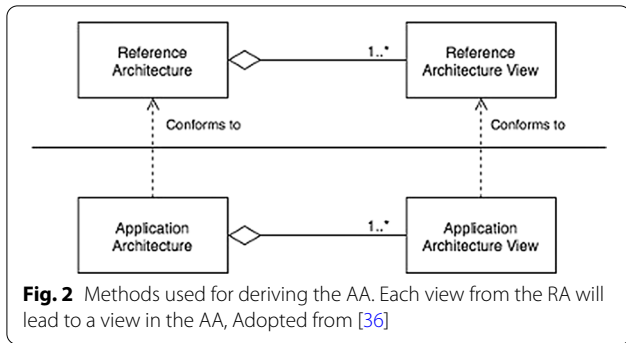 Reference
Architecture
1..*
Reference
Architecture View
Conforms to
Conforms to
Application
Architecture
1..*
Application
Architecture View
Fig. 2 Methods used for deriving the AA. Each view from the RA will
lead to a view in the AA, Adopted from [36]